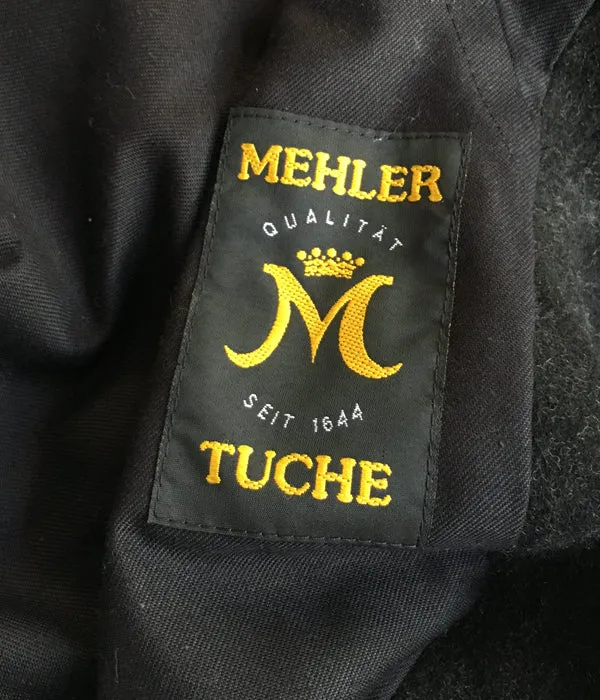 MEHLER
QUALITÄT
M
SEIT 1644
TUCHE